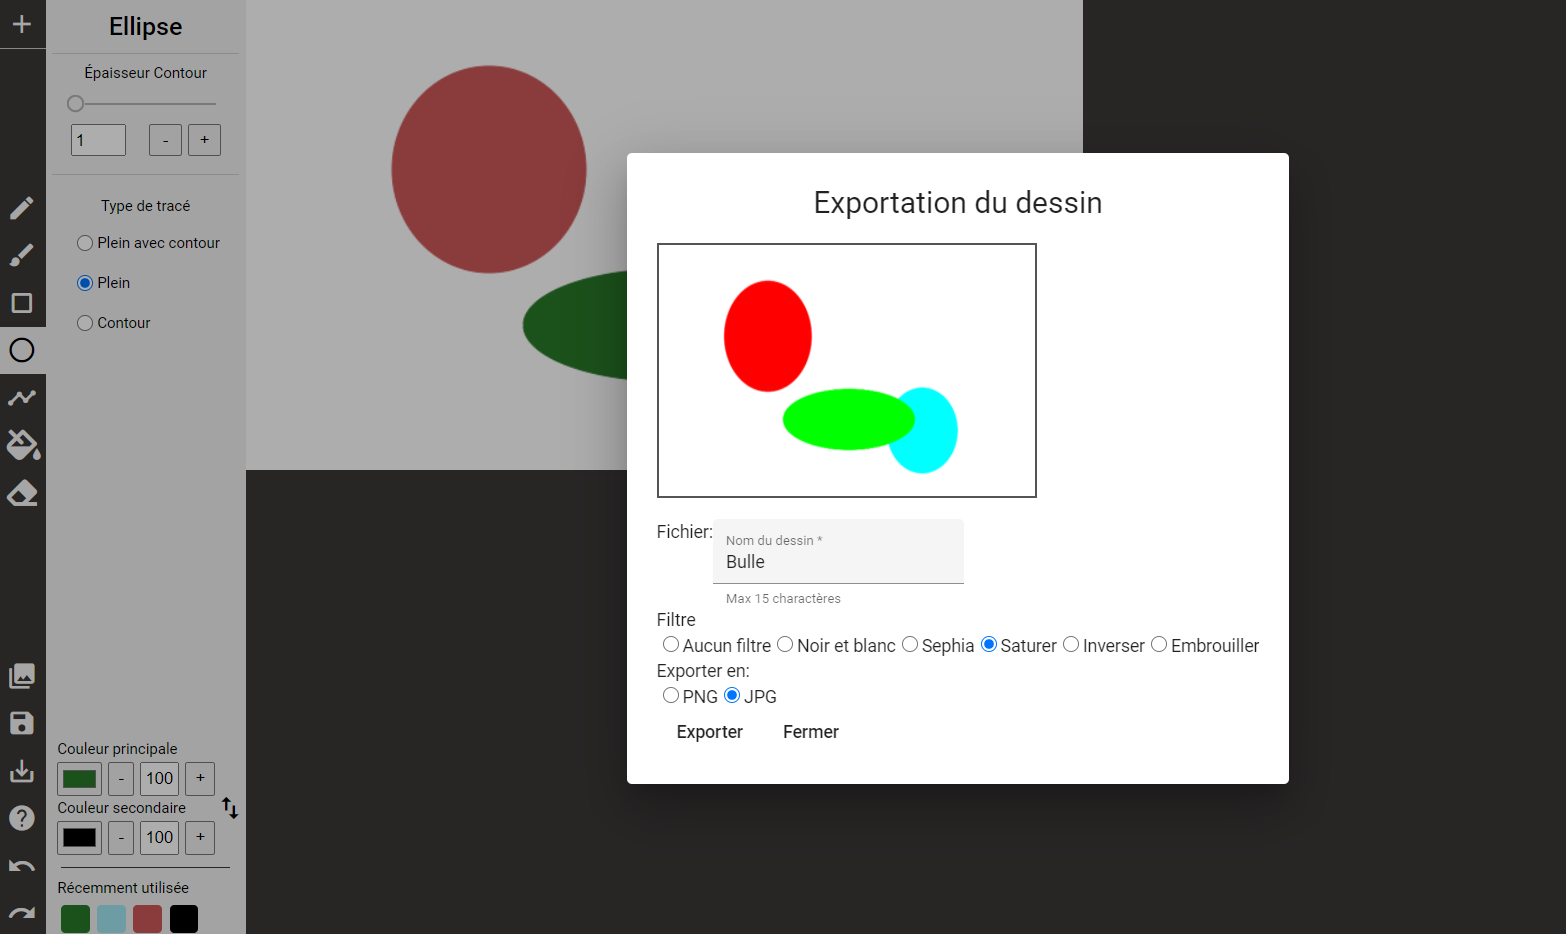 Ellipse
Épaisseur Contour
1
-
+
Type de tracé
Plein avec contour
Plein
Contour
Couleur principale
- 100 +
Couleur secondaire
- 100 +
Récemment utilisée
Exportation du dessin
Fichier:
Nom du dessin *
Bulle
Max 15 charactères
Filtre
Aucun filtre Noir et blanc Sephia Saturer Inverser Embrouiller
Exporter en:
PNG JPG
Exporter Fermer